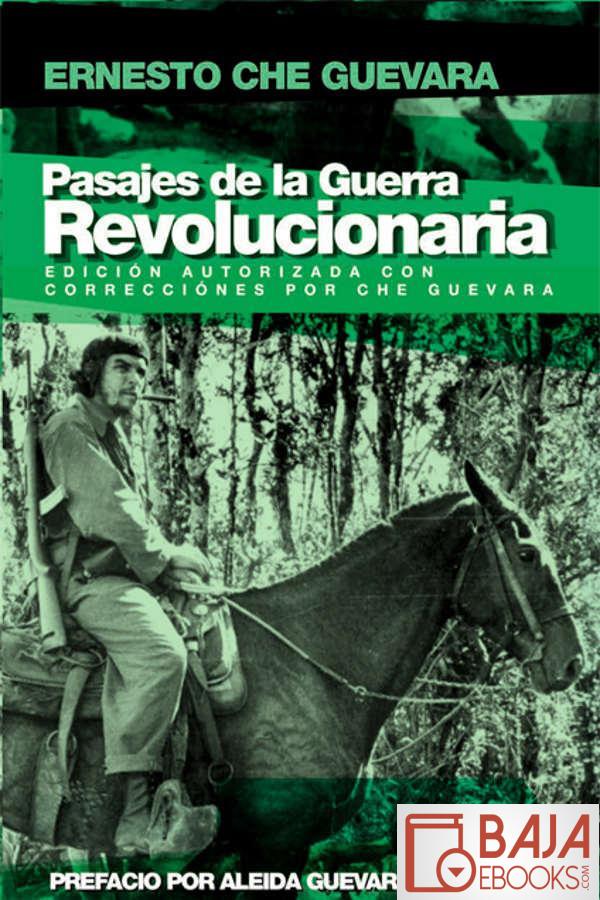 ERNESTO CHE GUEVARA
Pasajes de la Guerra
Revolucionaria
EDICIÓN AUTORIZADA CON
CORRECCIÓNES POR CHE GUEVARA
PREFACIO POR ALEIDA GUEVAR
BAJA
EBOOKS.COM